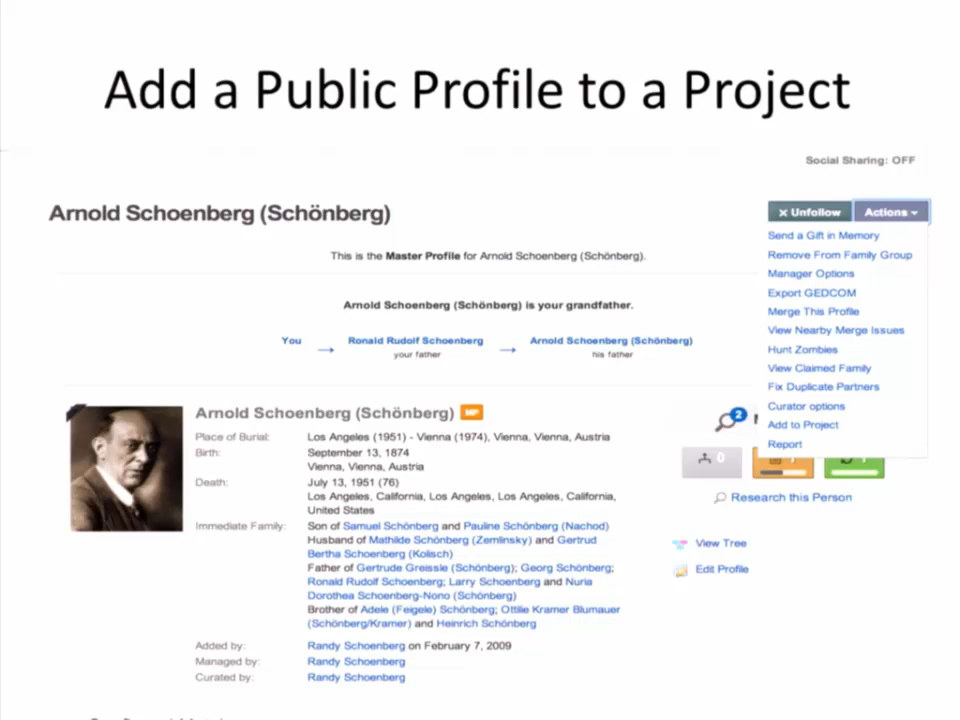 Add a Public Profile to a Project
Social Sharing: OFF
Arnold Schoenberg (Schönberg)
x Unfollow Actions
Send a Gift in Memory
Remove From Family Group
Manager Options
Export GEDCOM
Merge This Profile
View Nearby Merge Issues
Hunt Zombies
View Claimed Family
Fix Duplicate Partners
Curator options
Add to Project
Report
This is the Master Profile for Arnold Schoenberg (Schönberg).
Arnold Schoenberg (Schönberg) is your grandfather.
You → Ronald Rudolf Schoenberg → Arnold Schoenberg (Schönberg)
your father his father
Arnold Schoenberg (Schönberg) MP
Place of Burial: Los Angeles (1951) - Vienna (1974), Vienna, Vienna, Austria
Birth: September 13, 1874
Vienna, Vienna, Austria
Death: July 13, 1951 (76)
Los Angeles, California, Los Angeles, Los Angeles, California,
United States
Immediate Family: Son of Samuel Schönberg and Pauline Schönberg (Nachod)
Husband of Mathilde Schönberg (Zemlinsky) and Gertrud
Bertha Schoenberg (Kolisch)
Father of Gertrude Greissle (Schönberg); Georg Schönberg;
Ronald Rudolf Schoenberg; Larry Schoenberg and Nuria
Dorothea Schoenberg-Nono (Schönberg)
Brother of Adele (Feigele) Schönberg; Ottilie Kramer Blumauer
(Schönberg/Kramer) and Heinrich Schönberg
Added by: Randy Schoenberg on February 7, 2009
Managed by: Randy Schoenberg
Curated by: Randy Schoenberg
2
0
Research this Person
View Tree
Edit Profile